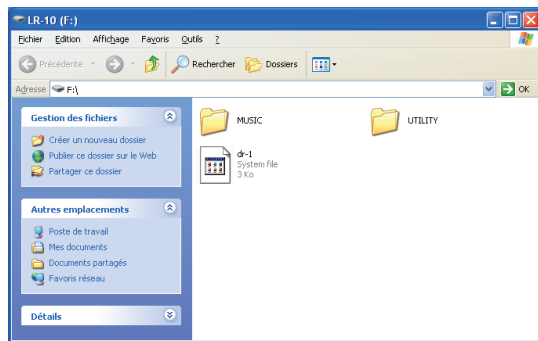 LR-10 (F:)
Fichier Edition Affichage Favoris Outils ?
Précédente Rechercher Dossiers
Adresse F:\ OK
Gestion des fichiers
Créer un nouveau dossier
Publier ce dossier sur le Web
Partager ce dossier
Autres emplacements
Poste de travail
Mes documents
Documents partagés
Favoris réseau
Détails
MUSIC
UTILITY
dr-1
System file
3 Ko